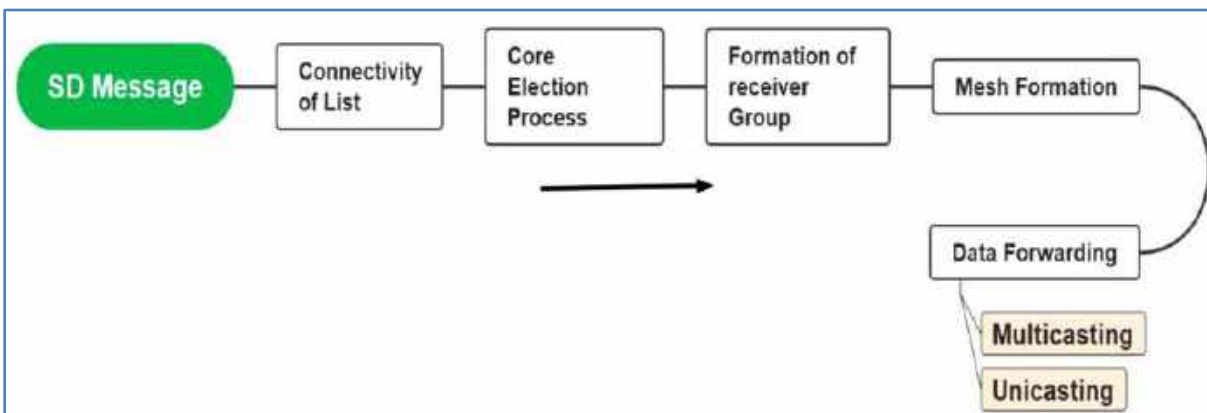 SD Message
Connectivity
of List
Core
Election
Process
Formation of
receiver
Group
Mesh Formation
Data Forwarding
Multicasting
Unicasting